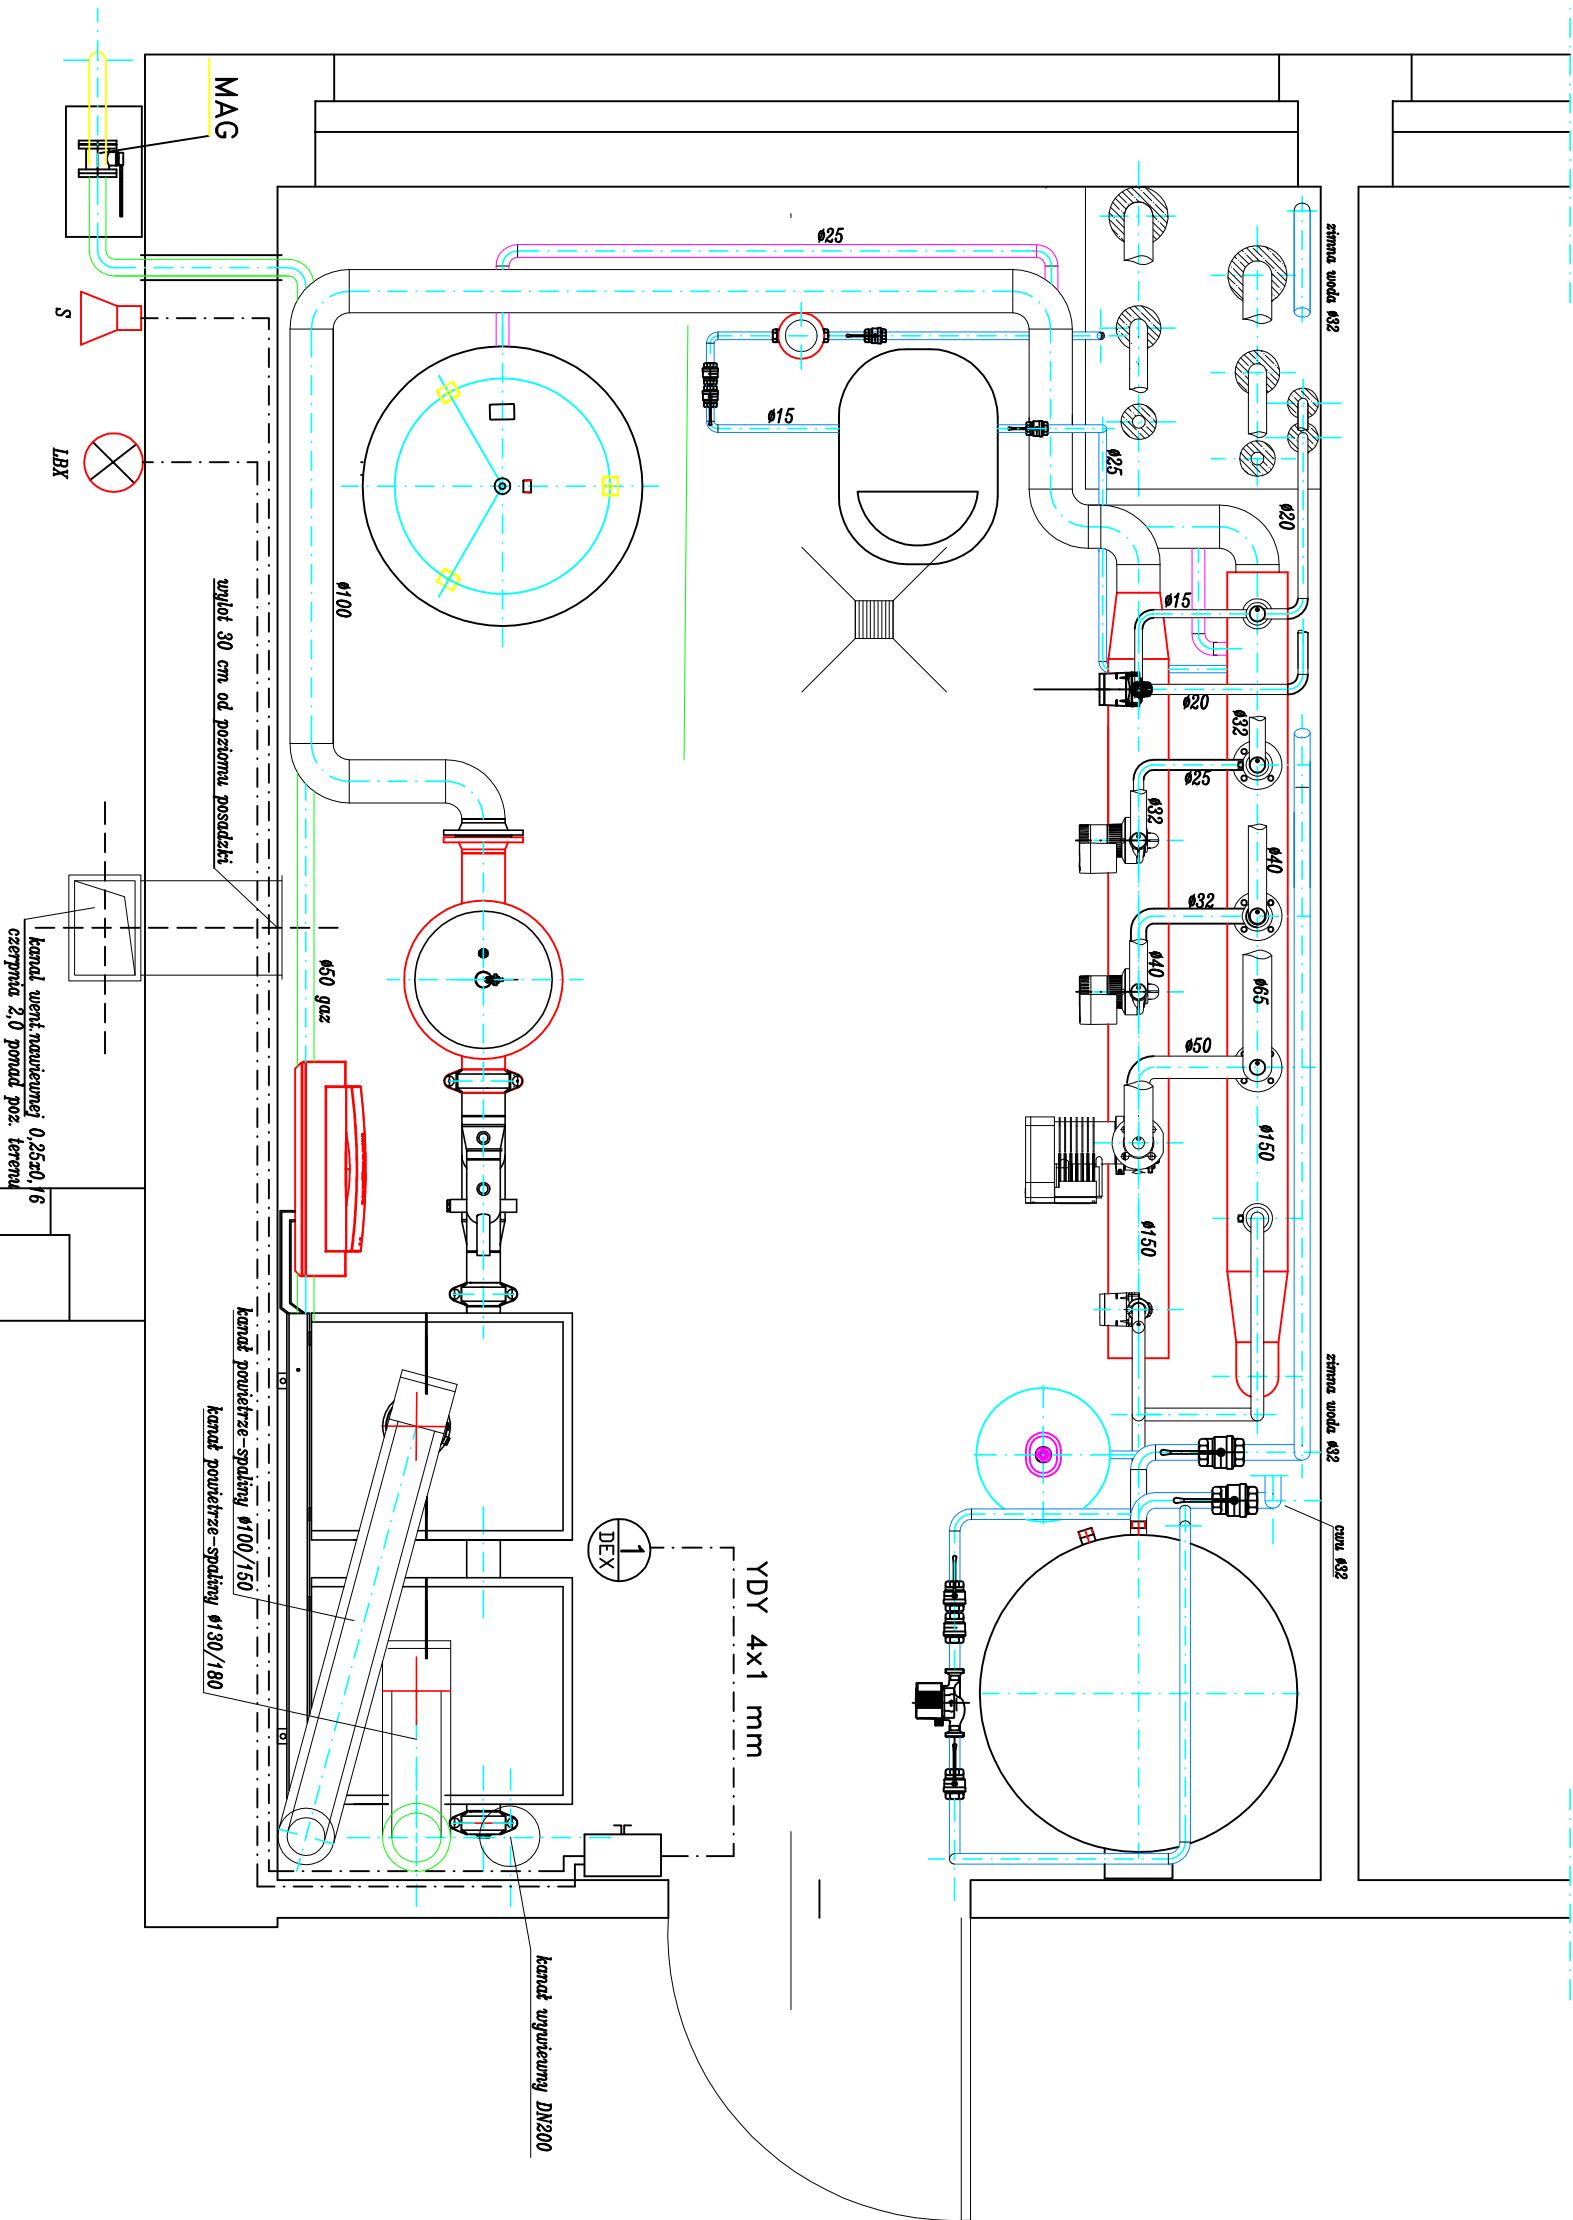 MAG
S
LBX
wylot 30 cm od poziomu posadzki
kanal went.nawiewnej 0,25x0,16
czerpnia 2,0 ponad poz. terenu
ø100
ø50 gaz
kanał powietrze-spaliny ø100/150
kanał powietrze-spaliny ø130/180
kanał wywiewny DN200
1
DEX
YDY 4x1 mm
ø25
ø15
ø25
zimna woda ø32
ø20
ø15
ø20
ø32
ø25
ø32
ø40
ø32
ø40
ø65
ø50
ø150
ø150
zimna woda ø32
cwu ø32